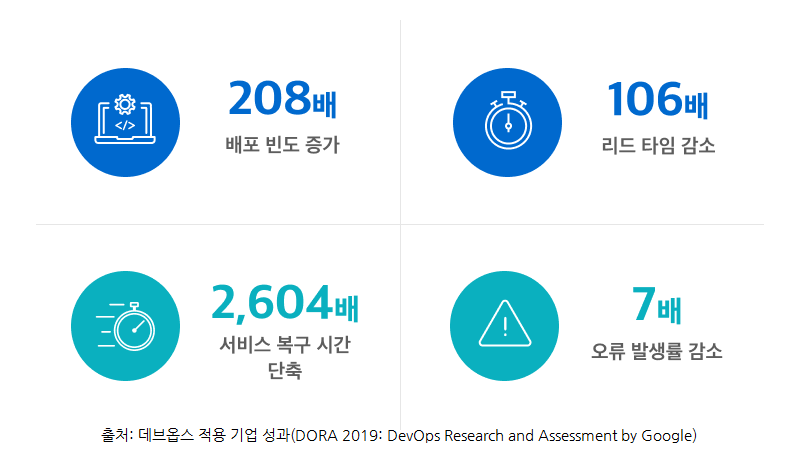 208배
배포 빈도 증가
106배
리드 타임 감소
</>
2,604배
서비스 복구 시간
단축
7배
오류 발생률 감소
출처: 데브옵스 적용 기업 성과(DORA 2019: DevOps Research and Assessment by Google)